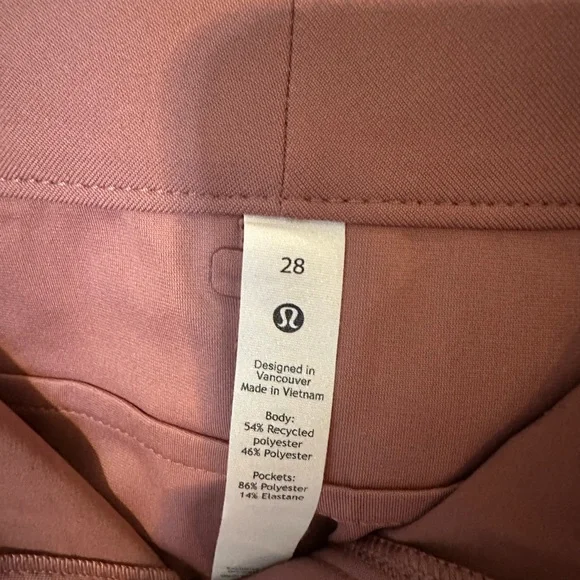 28
Designed in
Vancouver
Made in Vietnam
Body:
54% Recycled
polyester
46% Polyester
Pockets:
86% Polyester
14% Elastane